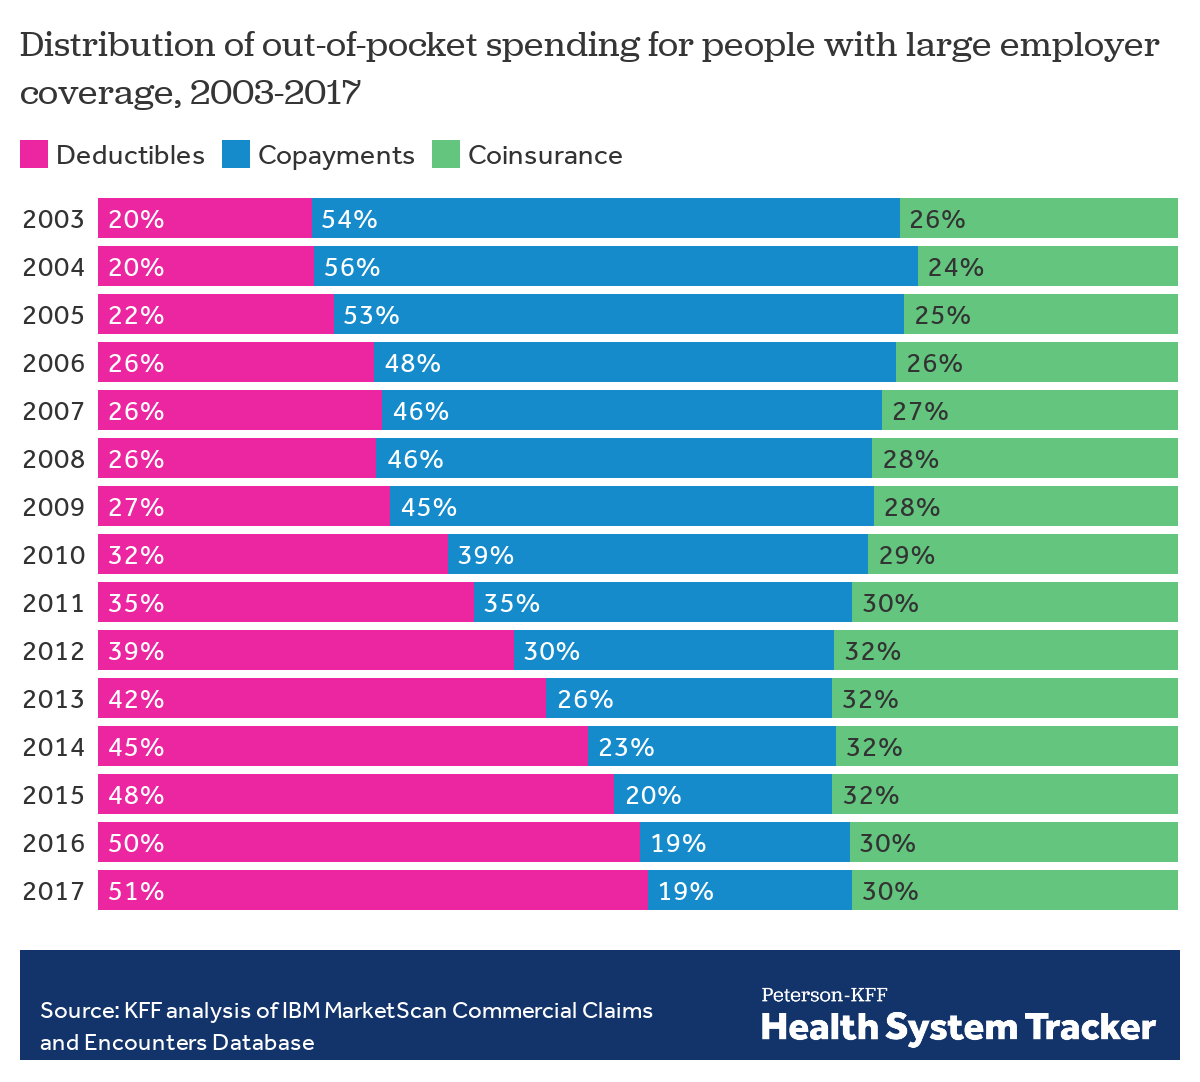 Distribution of out-of-pocket spending for people with large employer
coverage, 2003-2017
Deductibles Copayments Coinsurance
2003 20% 54% 26%
2004 20% 56% 24%
2005 22% 53% 25%
2006 26% 48% 26%
2007 26% 46% 27%
2008 26% 46% 28%
2009 27% 45% 28%
2010 32% 39% 29%
2011 35% 35% 30%
2012 39% 30% 32%
2013 42% 26% 32%
2014 45% 23% 32%
2015 48% 20% 32%
2016 50% 19% 30%
2017 51% 19% 30%
Source: KFF analysis of IBM MarketScan Commercial Claims
and Encounters Database
Peterson-KFF
Health System Tracker